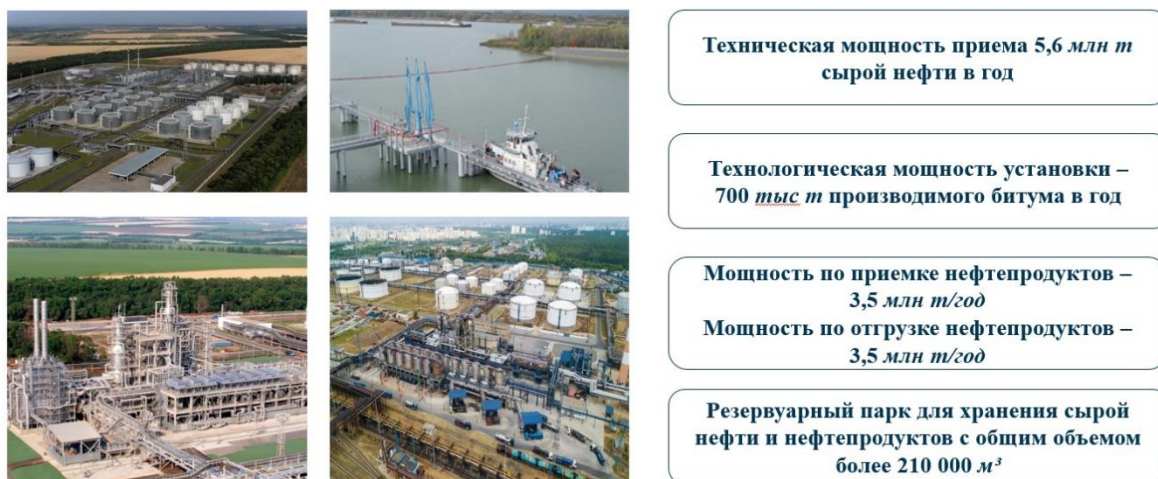 Техническая мощность приема 5,6 млн т
сырой нефти в год
Технологическая мощность установки –
700 тыс т производимого битума в год
Мощность по приемке нефтепродуктов –
3,5 млн т/год
Мощность по отгрузке нефтепродуктов –
3,5 млн т/год
Резервуарный парк для хранения сырой
нефти и нефтепродуктов с общим объемом
более 210 000 м³